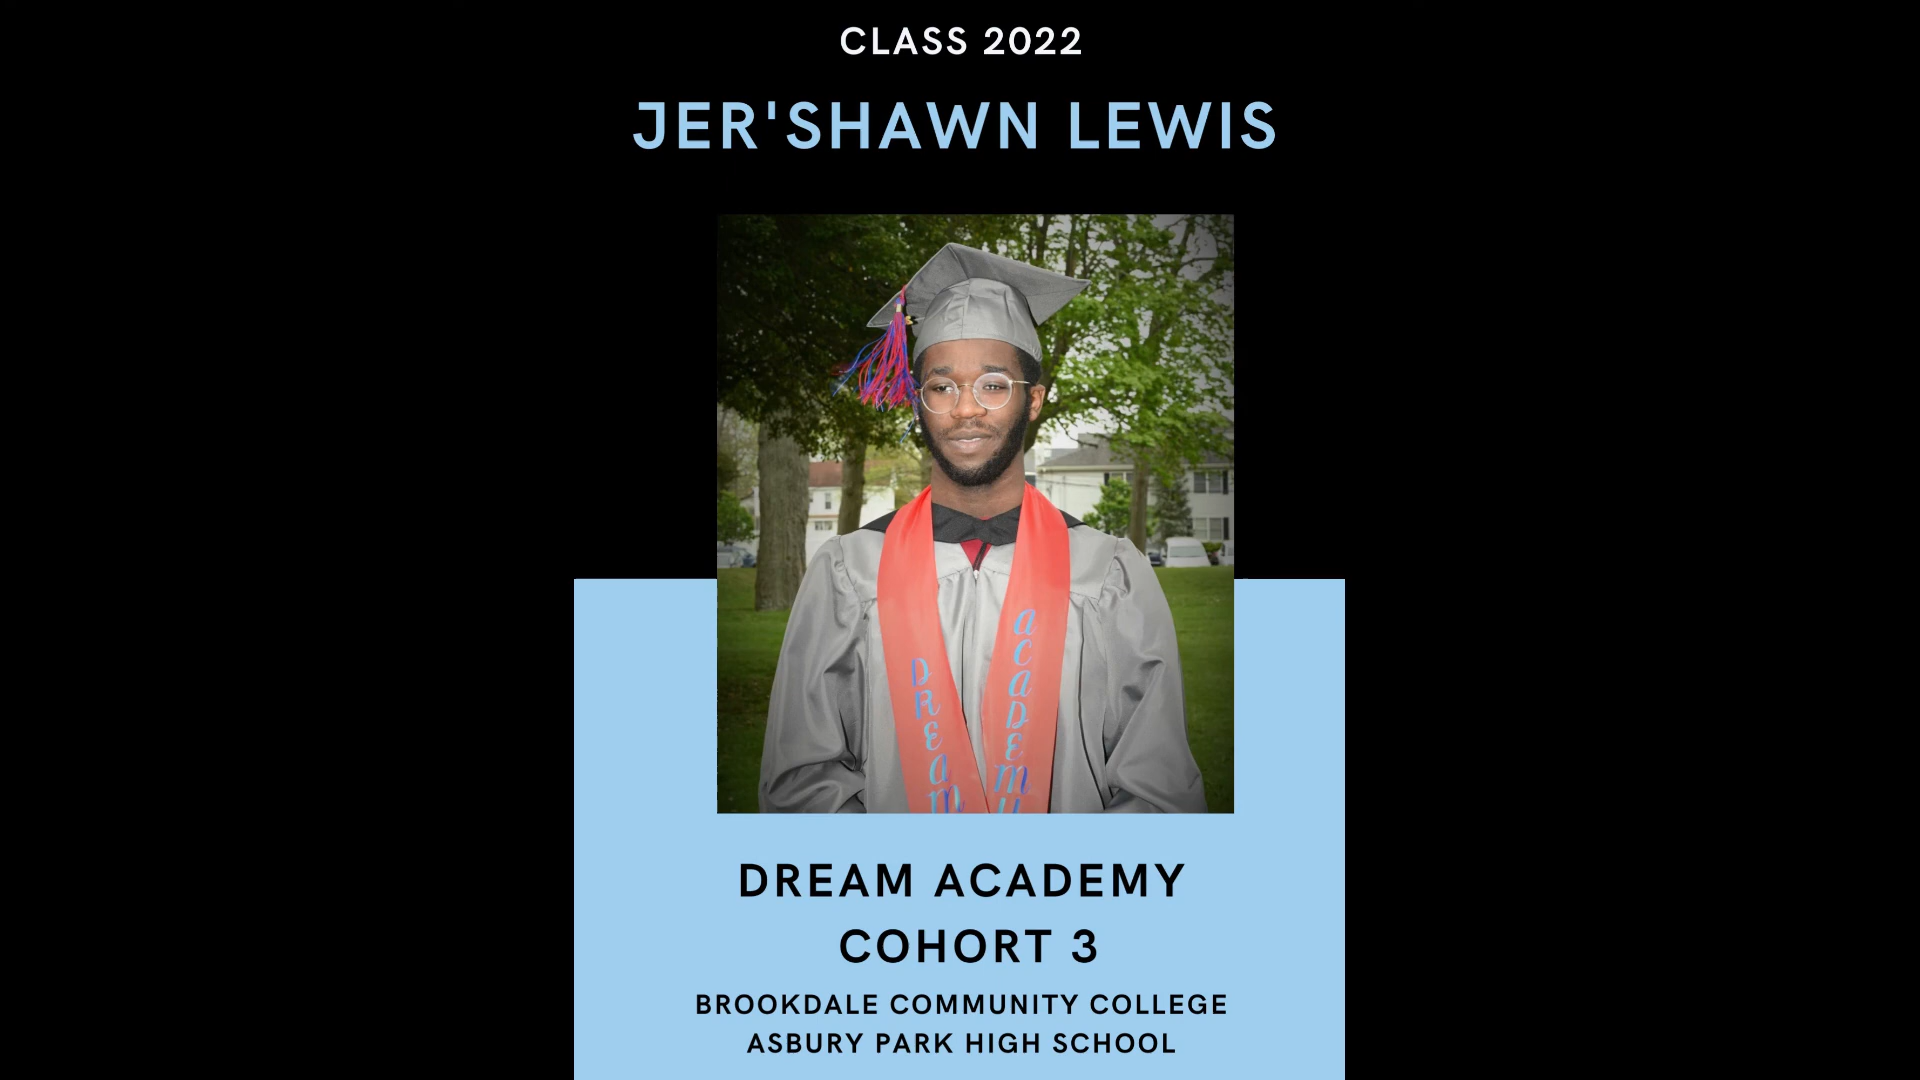 CLASS 2022
JER'SHAWN LEWIS
DREAM
ACADEMY
DREAM ACADEMY
COHORT 3
BROOKDALE COMMUNITY COLLEGE
ASBURY PARK HIGH SCHOOL